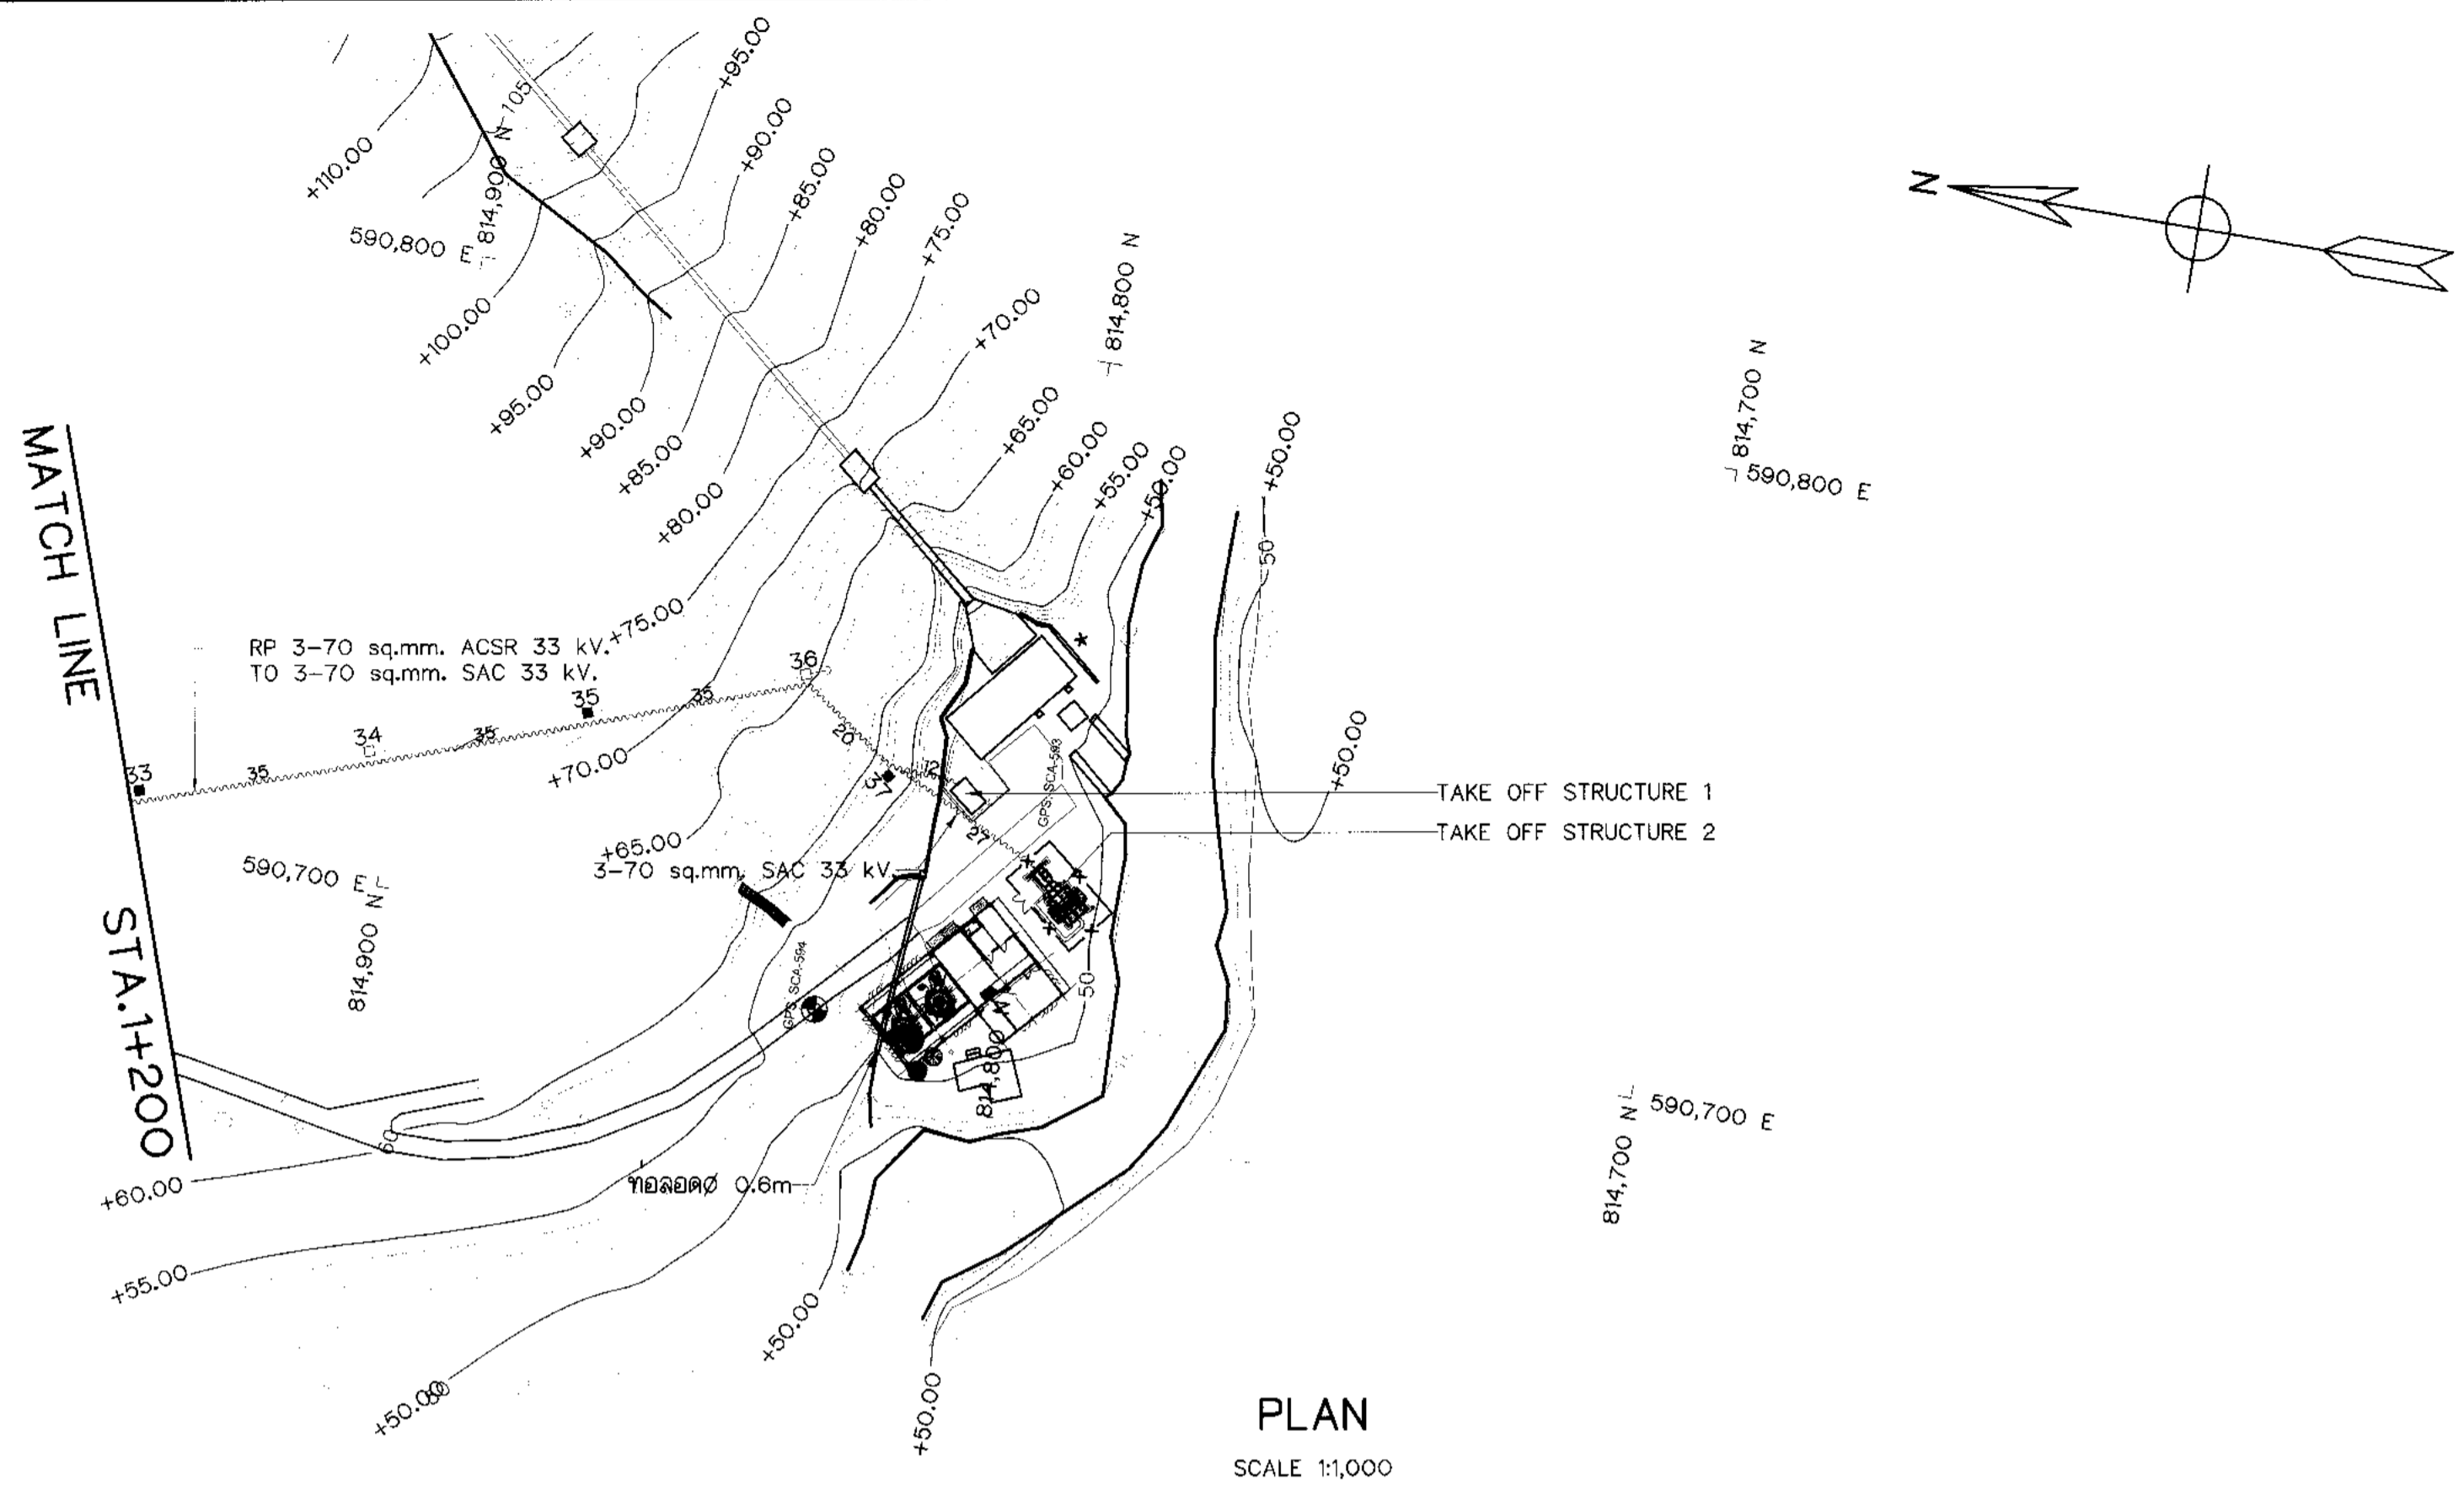 +95.00
+90.00
+85.00
+80.00
+75.00
+70.00
+65.00
+60.00
+55.00
+50.00
+50.00
50
+50.00
105
+110.00
814,900 N
590,800 E
+100.00
+95.00
+90.00
+85.00
+80.00
+75.00
+70.00
+65.00
814,800 N
N
814,700 N
590,800 E
MATCH LINE
STA.1+200
RP 3-70 sq.mm. ACSR 33 kV.
TO 3-70 sq.mm. SAC 33 kV.
33
35
34
35
35
35
36
20
37
12
27
GPS. SCA-593
TAKE OFF STRUCTURE 1
TAKE OFF STRUCTURE 2
3-70 sq.mm. SAC 33 kV.
590,700 E
814,900 N
GPS. SCA-594
50
814,800 N
590,700 E
814,700 N
60
ท่อลอดØ 0.6m
+60.00
+55.00
+50.00
+50.00
+50.00
PLAN
SCALE 1:1,000